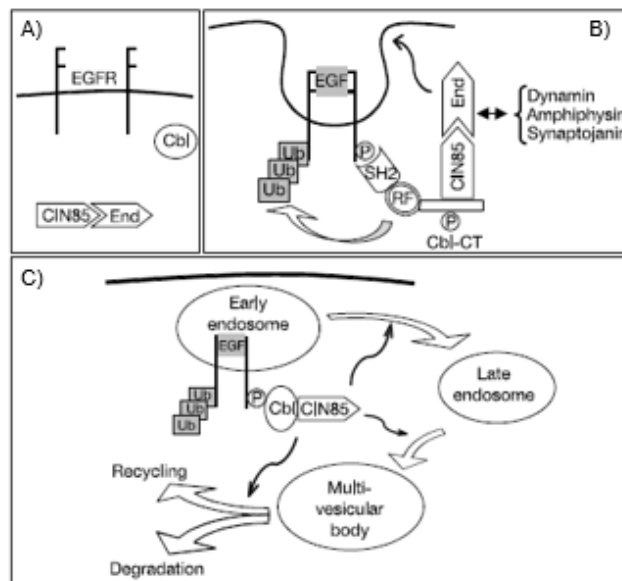 A)
EGFR
Cbl
CIN85
End
B)
EGF
End
Dynamin
Amphiphysin
Synaptojanin
CIN85
Ub
Ub
Ub
P
SH2
RF
P
Cbl-CT
C)
Early
endosome
EGF
Late
endosome
Ub
Ub
Ub
P
Cbl
CIN85
Recycling
Multi-
vesicular
body
Degradation